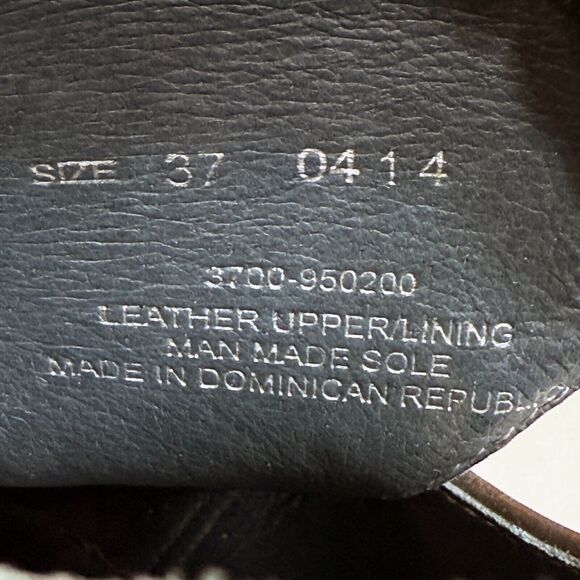 SIZE 37 0414
3700-950200
LEATHER UPPER/LINING
MAN MADE SOLE
MADE IN DOMINICAN REPUBLIC